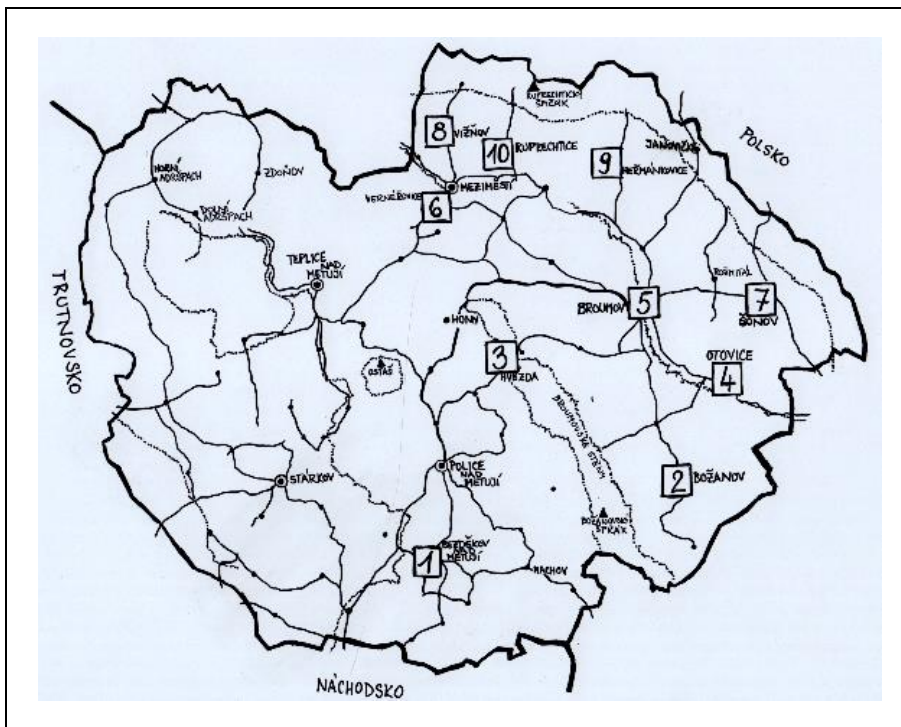 RUPRECHTICKÝ
ŠPIČÁK
8
VIŽŇOV
POLSKO
10
RUPRECHTICE
JANOVIČKY
9
HEŘMÁNKOVICE
HORNÍ
ADRŠPACH
ZDOŇOV
MEZIMĚSTÍ
VERNÉŘOVICE
6
DOLNÍ
ADRŠPACH
TEPLICE
NAD
METUJÍ
TRUTNOVSKO
ROŽMITÁL
BROUMOV
5
7
ŠONOV
HONY
OTOVICE
4
3
HVĚZDA
OSTAŠ
BROUMOVSKÉ STĚNY
POLICE
NAD
METUJÍ
STÁRKOV
2
BOŽANOV
BOŽANOVSKÝ
ŠPIČÁK
BEZDĚKOV
NAD
METUJÍ
1
MACHOV
NÁCHODSKO